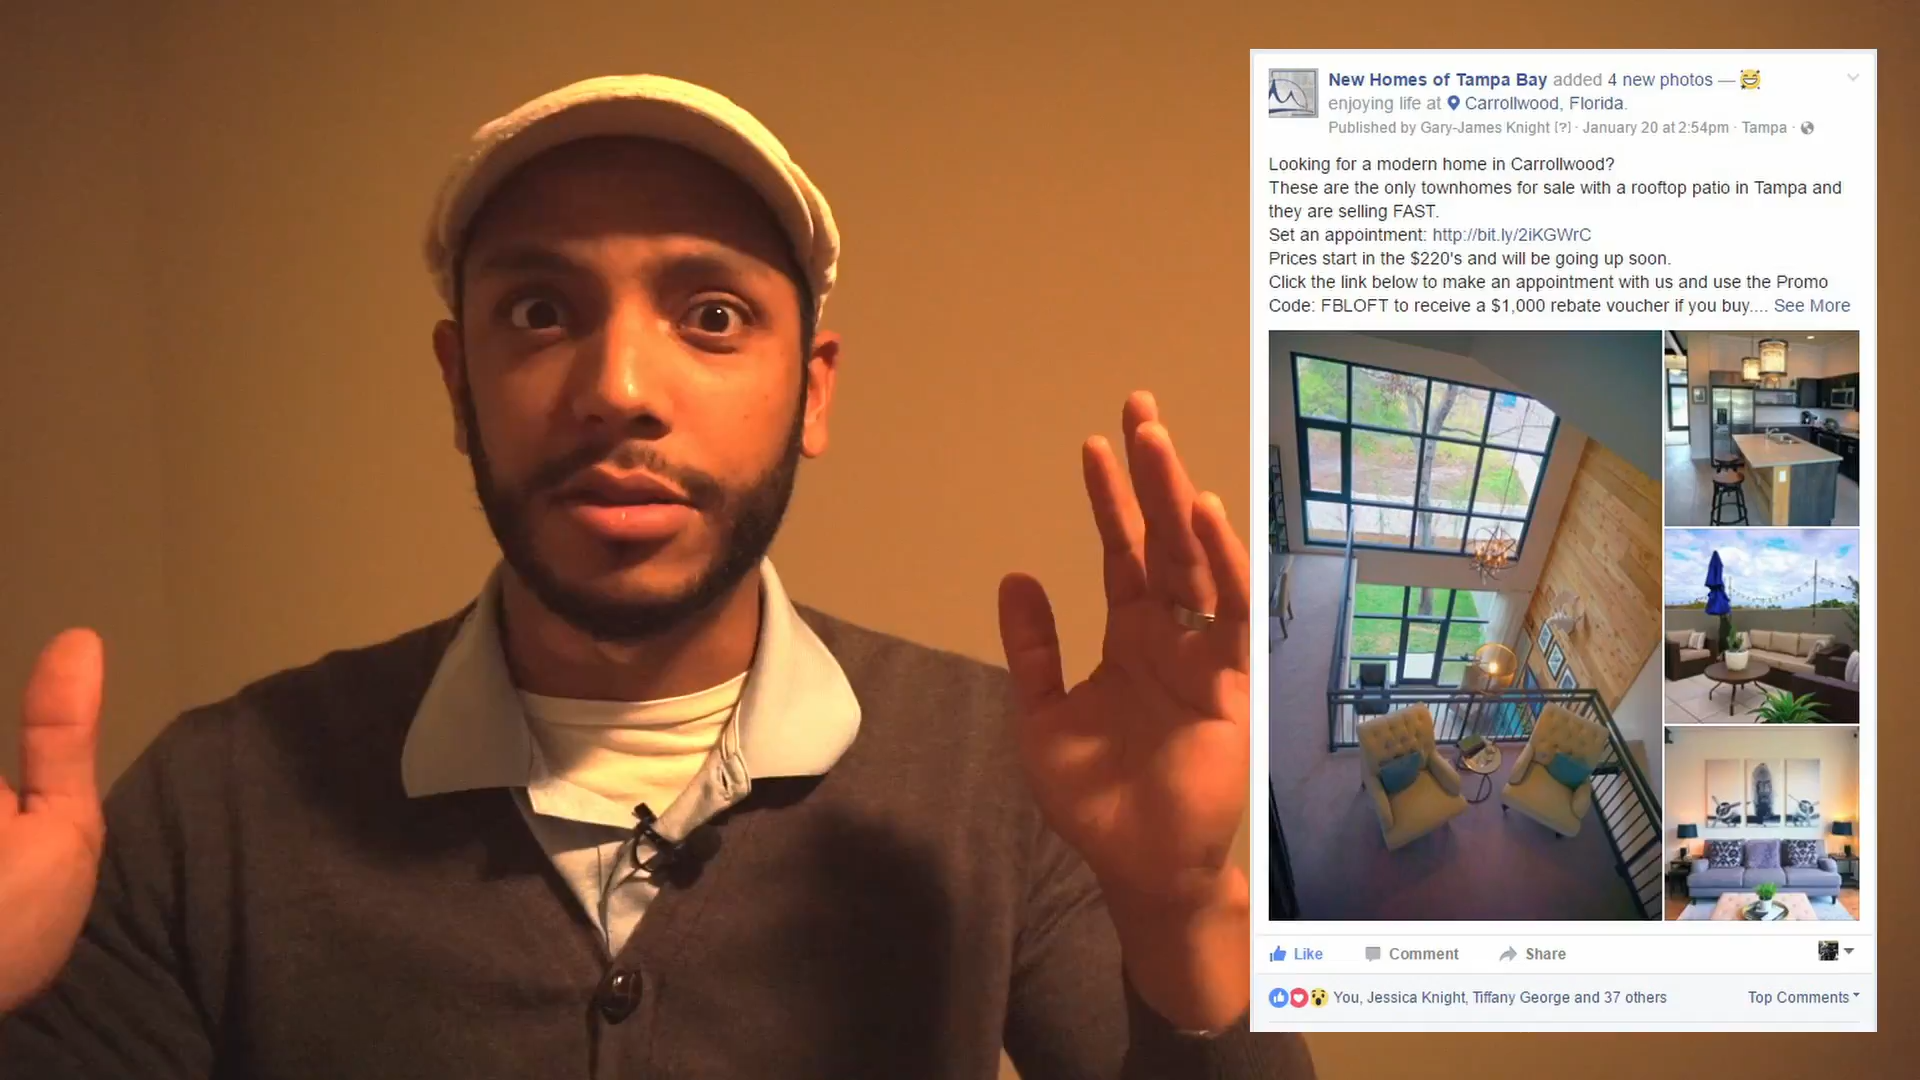 New Homes of Tampa Bay added 4 new photos —
enjoying life at Carrollwood, Florida.
Published by Gary-James Knight [?] · January 20 at 2:54pm · Tampa ·
Looking for a modern home in Carrollwood?
These are the only townhomes for sale with a rooftop patio in Tampa and
they are selling FAST.
Set an appointment: http://bit.ly/2iKGWrC
Prices start in the $220's and will be going up soon.
Click the link below to make an appointment with us and use the Promo
Code: FBLOFT to receive a $1,000 rebate voucher if you buy.... See More
Like Comment Share
You, Jessica Knight, Tiffany George and 37 others Top Comments